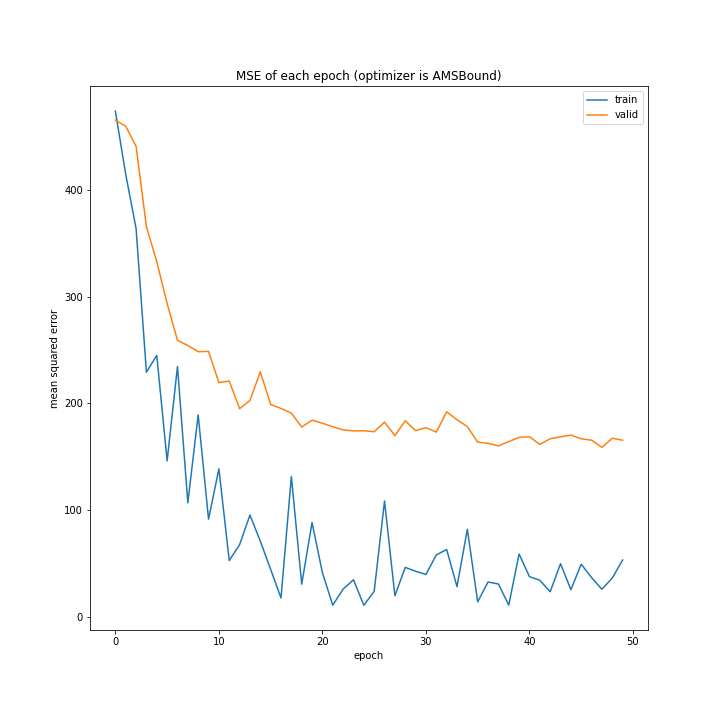 MSE of each epoch (optimizer is AMSBound)
train
valid
400
300
200
100
0
mean squared error
0 10 20 30 40 50
epoch